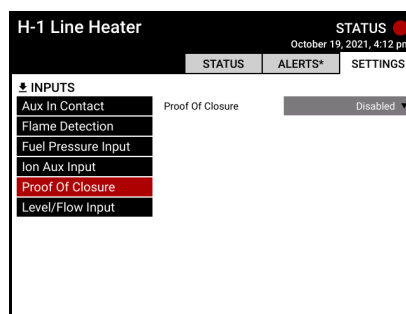 H-1 Line Heater
STATUS
October 19, 2021, 4:12 pm
STATUS
ALERTS*
SETTINGS
INPUTS
Aux In Contact
Proof Of Closure
Disabled
Flame Detection
Fuel Pressure Input
Ion Aux Input
Proof Of Closure
Level/Flow Input